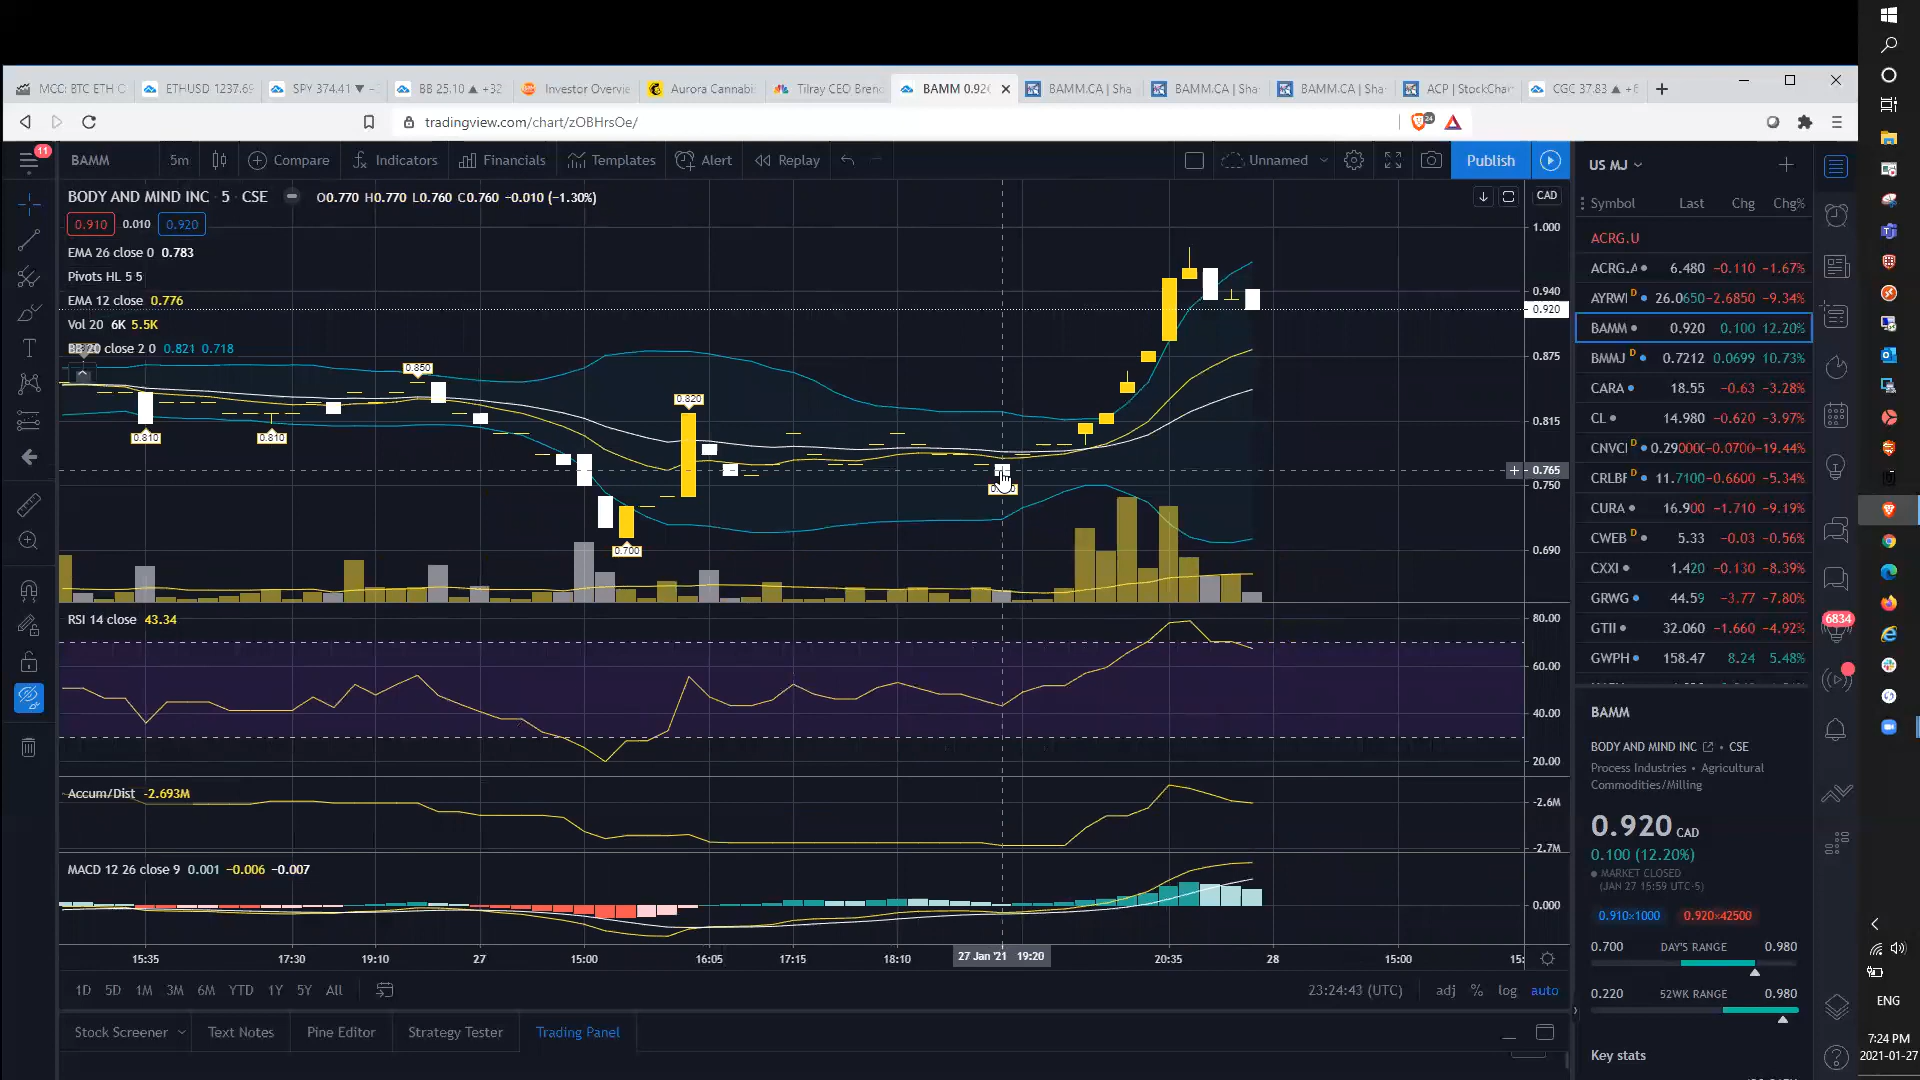 MCC: BTC ETH C
ETHUSD 1237.69
SPY 374.41 ▼ −
BB 25.10 ▲ +32
Investor Overvie
Aurora Cannabi
Tilray CEO Bren
BAMM 0.920
BAMM.CA | Sha
BAMM.CA | Sha
BAMM.CA | Sha
ACP | StockChar
CGC 37.83 ▲ +6
tradingview.com/chart/zOBHrsOe/
24
11
BAMM
5m
Compare
Indicators
Financials
Templates
Alert
Replay
Unnamed
Publish
US MJ
BODY AND MIND INC · 5 · CSE
O0.770 H0.770 L0.760 C0.760 −0.010 (−1.30%)
CAD
0.910 0.010 0.920
EMA 26 close 0 0.783
Pivots HL 5 5
EMA 12 close 0.776
Vol 20 6K 5.5K
BB 20 close 2 0 0.821 0.718
0.810
0.810
0.850
0.700
0.820
1.000
0.940
0.920
0.875
0.815
0.765
0.750
0.690
RSI 14 close 43.34
80.00
60.00
40.00
20.00
Accum/Dist −2.693M
−2.6M
−2.7M
MACD 12 26 close 9 0.001 −0.006 −0.007
0.000
15:35 17:30 19:10 27 15:00 16:05 17:15 18:10 27 Jan '21 19:20 20:35 28 15:00 15:
1D 5D 1M 3M 6M YTD 1Y 5Y All
23:24:43 (UTC) adj % log auto
Stock Screener Text Notes Pine Editor Strategy Tester Trading Panel
Symbol Last Chg Chg%
ACRG.U
ACRG.A 6.480 −0.110 −1.67%
AYRWI D 26.0650 −2.6850 −9.34%
BAMM 0.920 0.100 12.20%
BMMJ D 0.7212 0.0699 10.73%
CARA 18.55 −0.63 −3.28%
CL 14.980 −0.620 −3.97%
CNVCI D 0.29000(−0.0700 −19.44%
CRLBF D 11.7100 −0.6600 −5.34%
CURA 16.900 −1.710 −9.19%
CWEB D 5.33 −0.03 −0.56%
CXXI 1.420 −0.130 −8.39%
GRWG 44.59 −3.77 −7.80%
GTII 32.060 −1.660 −4.92%
GWPH 158.47 8.24 5.48%
BAMM
BODY AND MIND INC • CSE
Process Industries • Agricultural
Commodities/Milling
0.920 CAD
0.100 (12.20%)
MARKET CLOSED
(JAN 27 15:59 UTC-5)
0.910×1000 0.920×42500
0.700 DAY'S RANGE 0.980
0.220 52WK RANGE 0.980
Key stats
6834
ENG
7:24 PM
2021-01-27